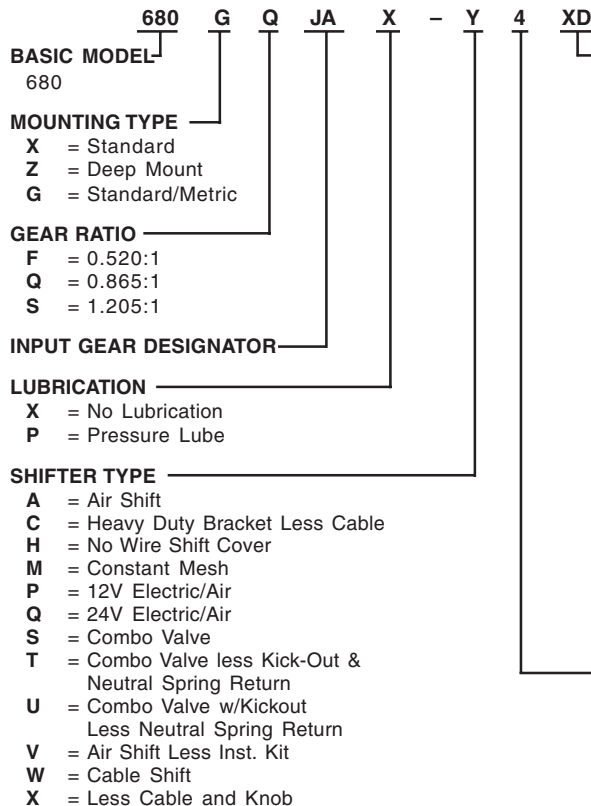 680 G Q JA X – Y 4 XD
BASIC MODEL
680
MOUNTING TYPE
X = Standard
Z = Deep Mount
G = Standard/Metric
GEAR RATIO
F = 0.520:1
Q = 0.865:1
S = 1.205:1
INPUT GEAR DESIGNATOR
LUBRICATION
X = No Lubrication
P = Pressure Lube
SHIFTER TYPE
A = Air Shift
C = Heavy Duty Bracket Less Cable
H = No Wire Shift Cover
M = Constant Mesh
P = 12V Electric/Air
Q = 24V Electric/Air
S = Combo Valve
T = Combo Valve less Kick-Out &
Neutral Spring Return
U = Combo Valve w/Kickout
Less Neutral Spring Return
V = Air Shift Less Inst. Kit
W = Cable Shift
X = Less Cable and Knob